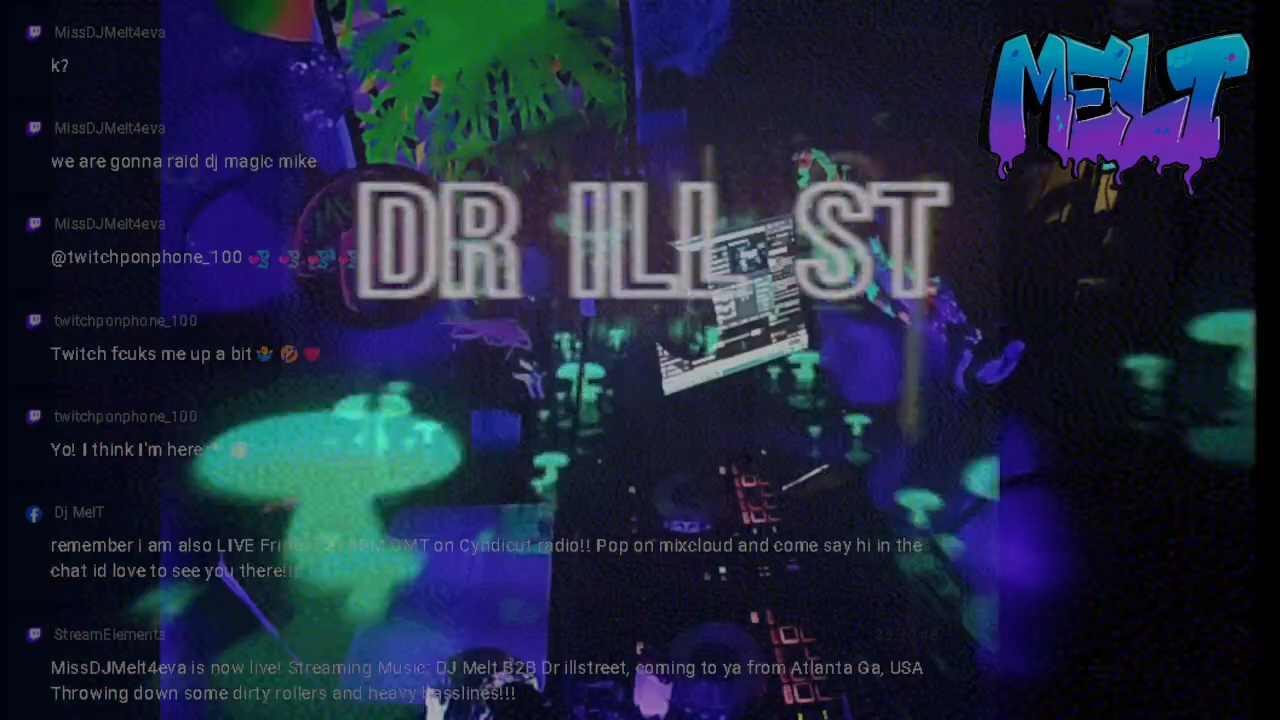 MissDJMelt4eva
k?
MELT
MissDJMelt4eva
we are gonna raid dj magic mike
DR ILL ST
MissDJMelt4eva
@twitchponphone_100
twitchponphone_100
Twitch fcuks me up a bit 🤷‍♂️ 🤣 ❤️
twitchponphone_100
Yo! I think I'm here
Dj MelT
remember i am also LIVE GMT on Cyndicut radio!! Pop on mixcloud and come say hi in the
chat id love to see you there!!
StreamElements
MissDJMelt4eva is now live! Streaming Music: DJ Melt B2B Dr illstreet, coming to ya from Atlanta Ga, USA
Throwing down some dirty rollers and heavy basslines!!!